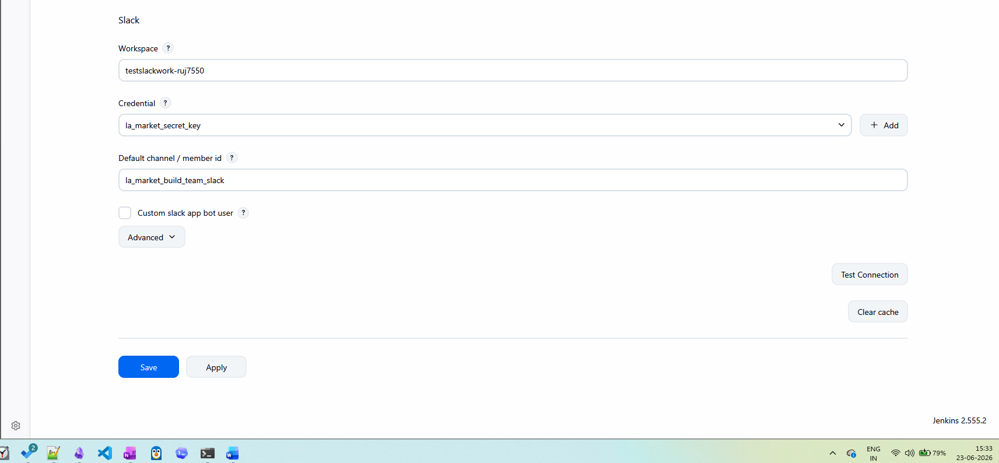 Slack
Workspace ?
testslackwork-ruj7550
Credential ?
la_market_secret_key
+ Add
Default channel / member id ?
la_market_build_team_slack
Custom slack app bot user ?
Advanced
Test Connection
Clear cache
Save
Apply
Jenkins 2.555.2
2
N
W
ENG
IN
79%
15:33
23-06-2026